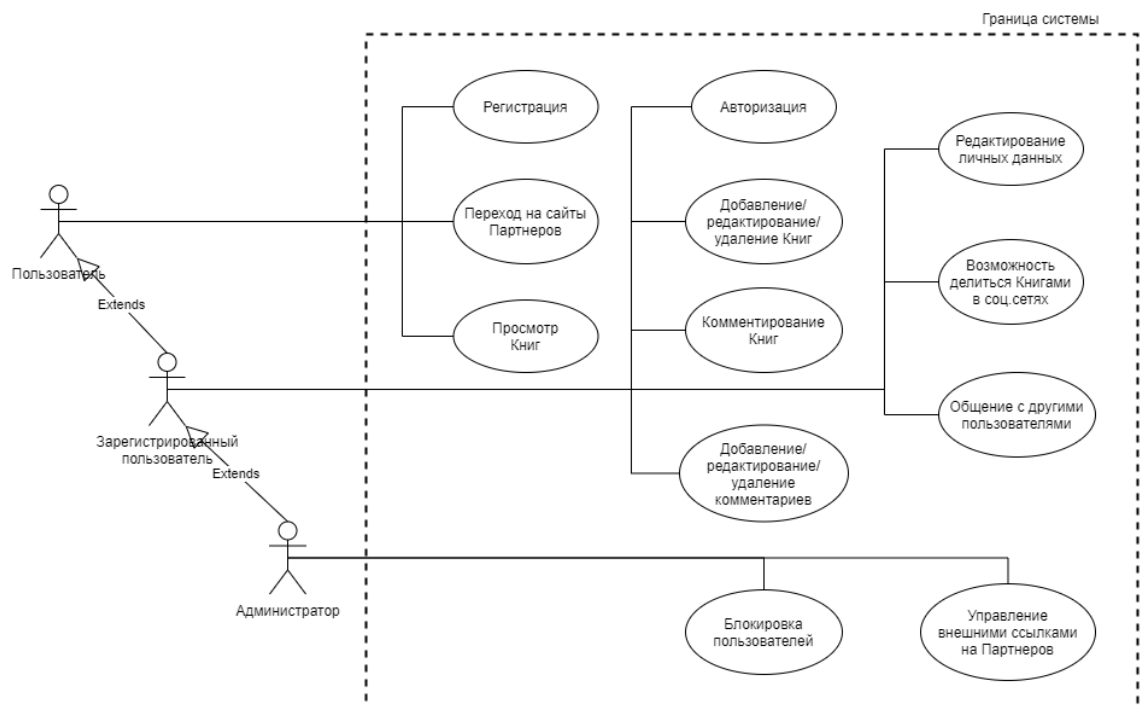 Граница системы
Регистрация
Авторизация
Редактирование
личных данных
Переход на сайты
Партнеров
Добавление/
редактирование/
удаление Книг
Пользователь
Возможность
делиться Книгами
в соц.сетях
Extends
Просмотр
Книг
Комментирование
Книг
Общение с другими
пользователями
Зарегистрированный
пользователь
Добавление/
редактирование/
удаление
комментариев
Extends
Администратор
Блокировка
пользователей
Управление
внешними ссылками
на Партнеров